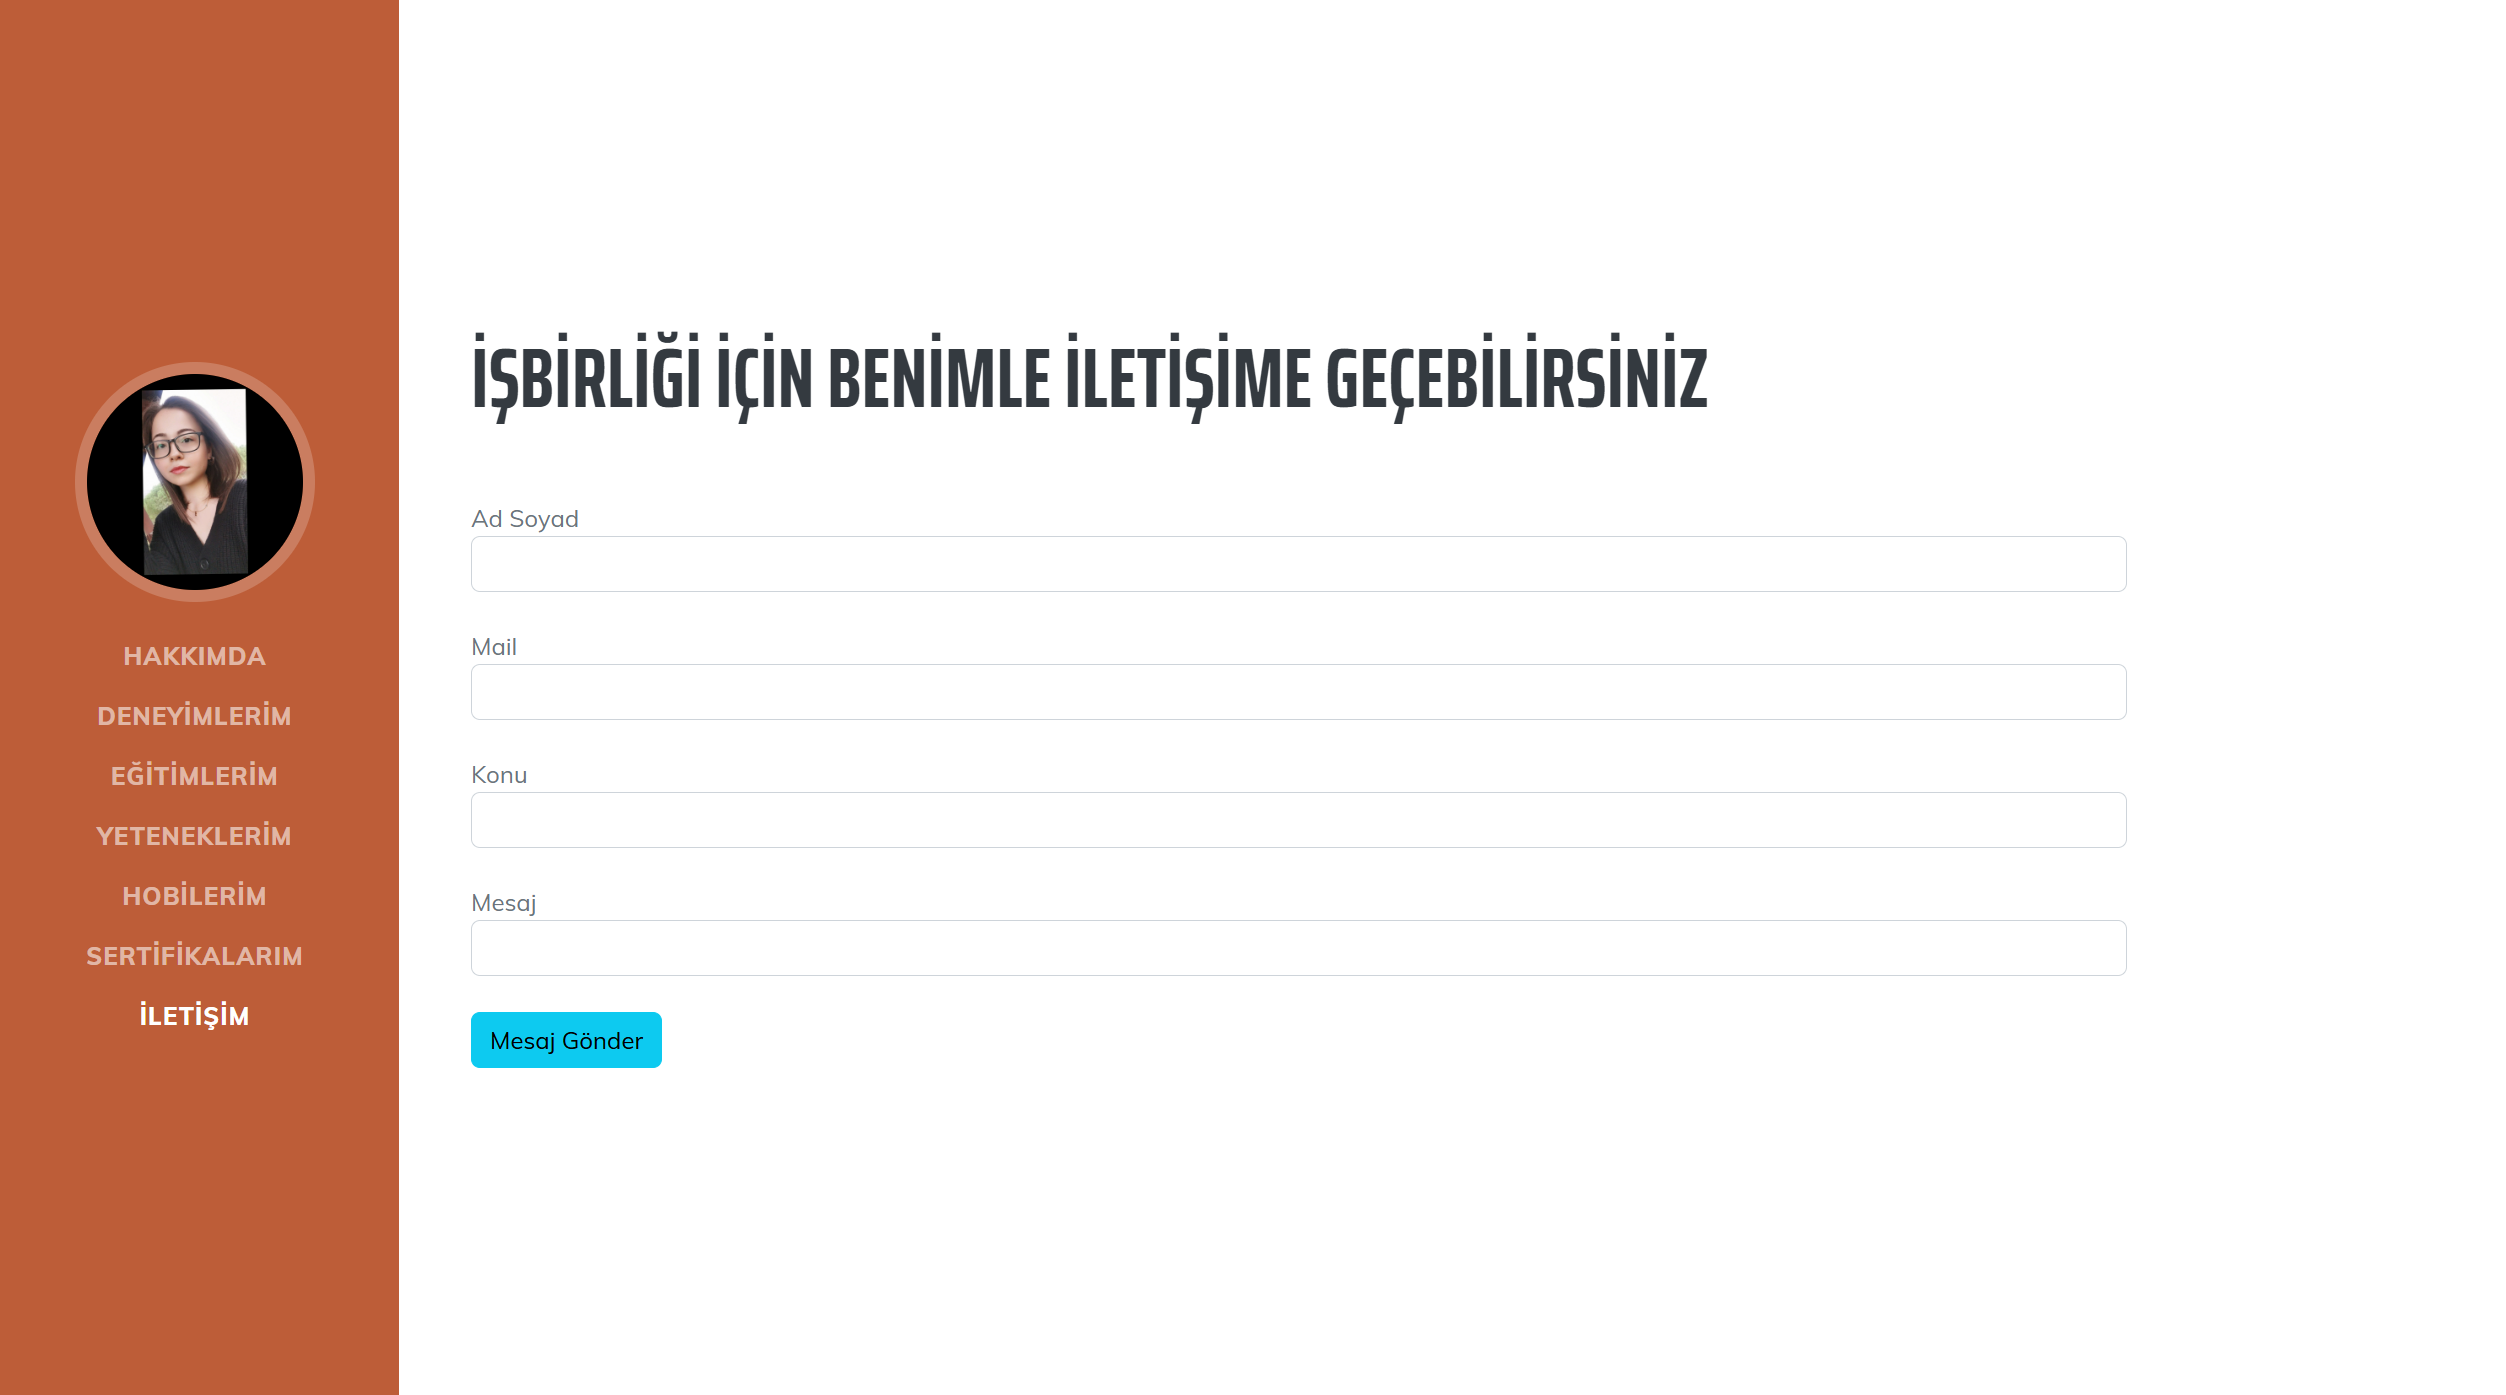 HAKKIMDA
DENEYİMLERİM
EĞİTİMLERİM
YETENEKLERİM
HOBİLERİM
SERTİFİKALARIM
İLETİŞİM
İŞBİRLİĞİ İÇİN BENİMLE İLETİŞİME GEÇEBİLİRSİNİZ
Ad Soyad
Mail
Konu
Mesaj
Mesaj Gönder